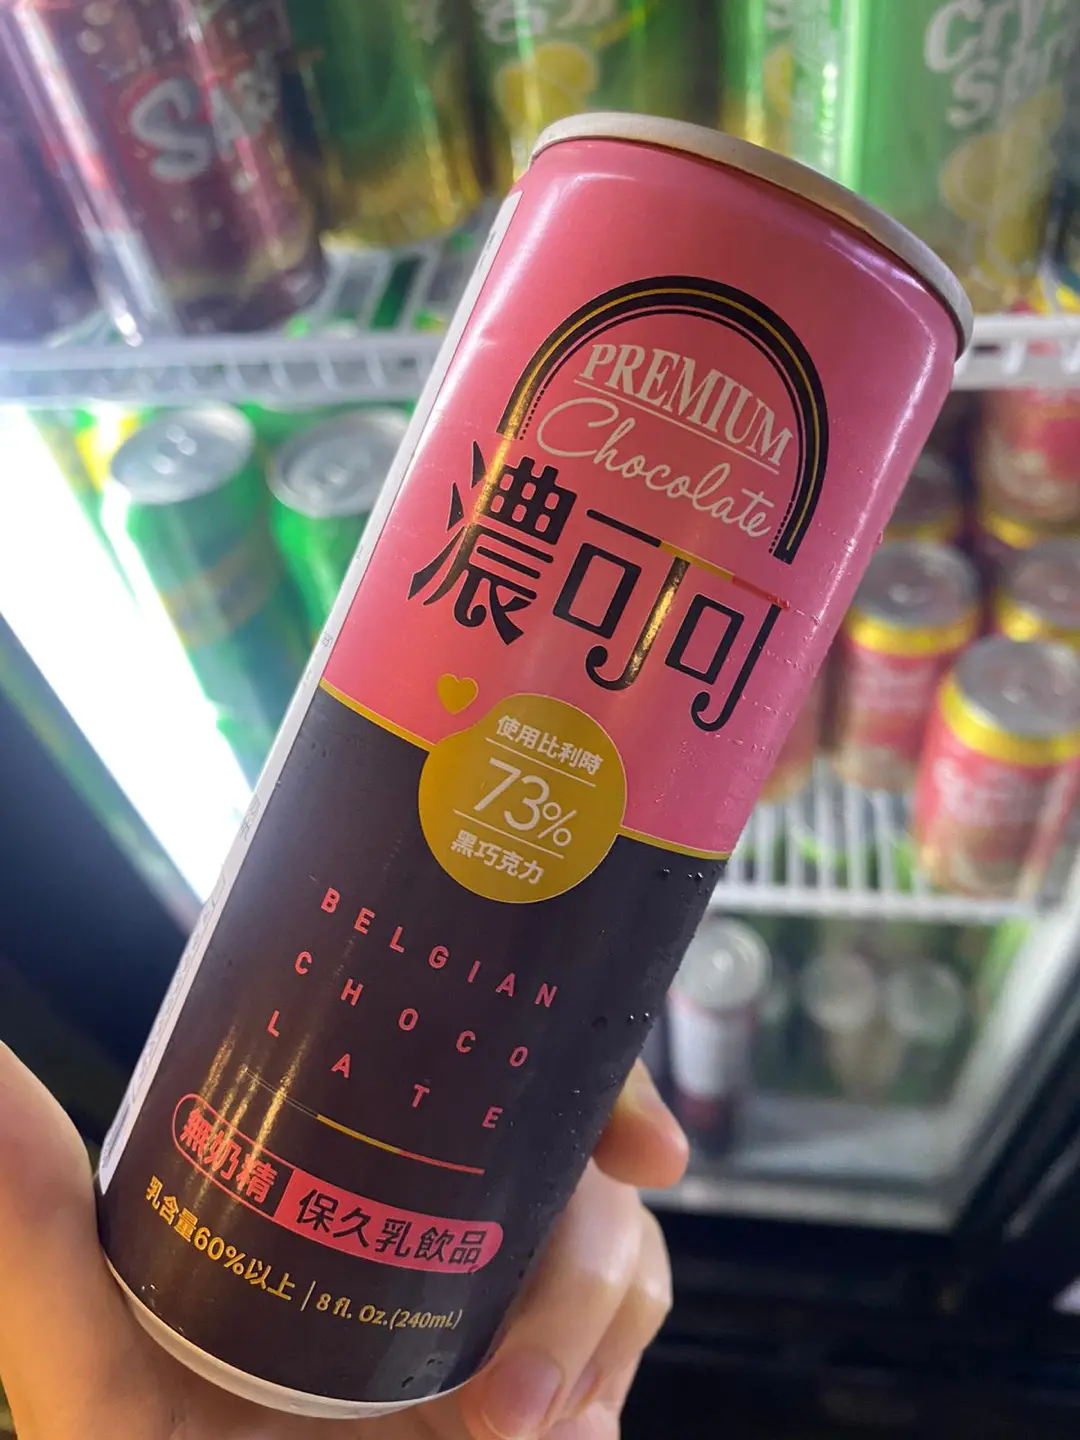 PREMIUM
Chocolate
濃可可
使用比利時
73%
黑巧克力
BELGIAN
CHOCO
LATE
無奶精 保久乳飲品
乳含量60%以上 | 8 fl. Oz.(240mL)